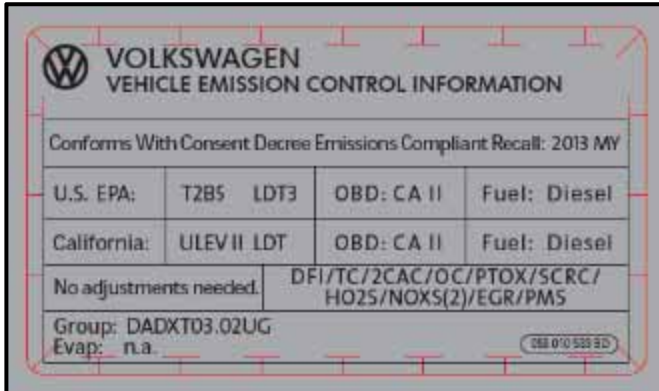 VOLKSWAGEN
VEHICLE EMISSION CONTROL INFORMATION
Conforms With Consent Decree Emissions Compliant Recall: 2013 MY
U.S. EPA: T2B5 LDT3 OBD: CA II Fuel: Diesel
California: ULEV II LDT OBD: CA II Fuel: Diesel
No adjustments needed. DFI/TC/2CAC/OC/PTOX/SCRC/
HO2S/NOXS(2)/EGR/PMS
Group: DADXT03.02UG
Evap: n.a.